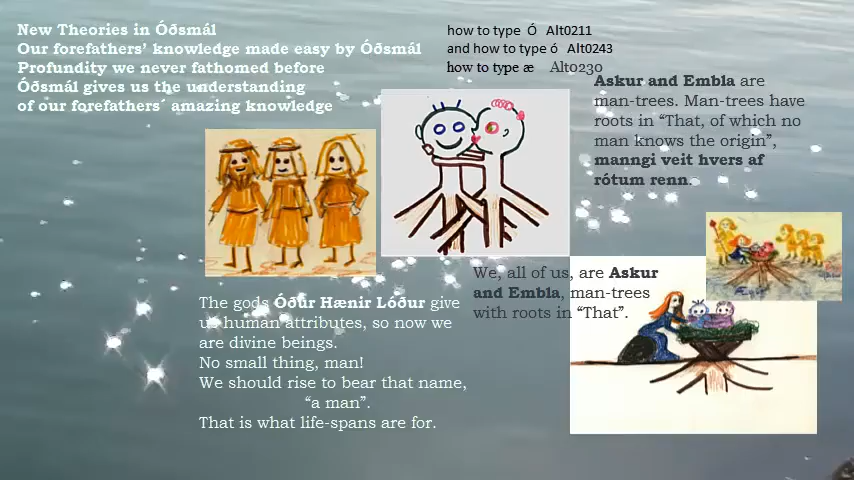 New Theories in Óðsmál
Our forefathers’ knowledge made easy by Óðsmál
Profundity we never fathomed before
Óðsmál gives us the understanding
of our forefathers´ amazing knowledge
how to type Ó Alt0211
and how to type ó Alt0243
how to type æ Alt0230
Askur and Embla are
man-trees. Man-trees have
roots in “That, of which no
man knows the origin”,
manngi veit hvers af
rótum renn.
We, all of us, are Askur
and Embla, man-trees
with roots in “That”.
The gods Óður Hænir Lóður give
us human attributes, so now we
are divine beings.
No small thing, man!
We should rise to bear that name,
“a man”.
That is what life-spans are for.